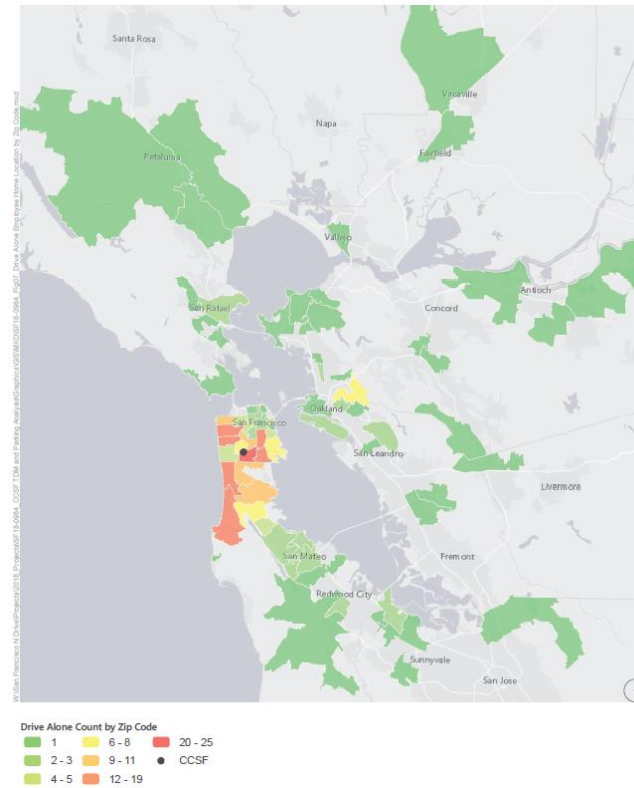 Santa Rosa
Napa
Vacaville
Fairfield
Petaluma
Vallejo
Antioch
Concord
San Rafael
Oakland
San Francisco
San Leandro
Livermore
San Mateo
Fremont
Redwood City
Sunnyvale
San Jose
Drive Alone Count by Zip Code
1
6 - 8
20 - 25
2 - 3
9 - 11
CCSF
4 - 5
12 - 19